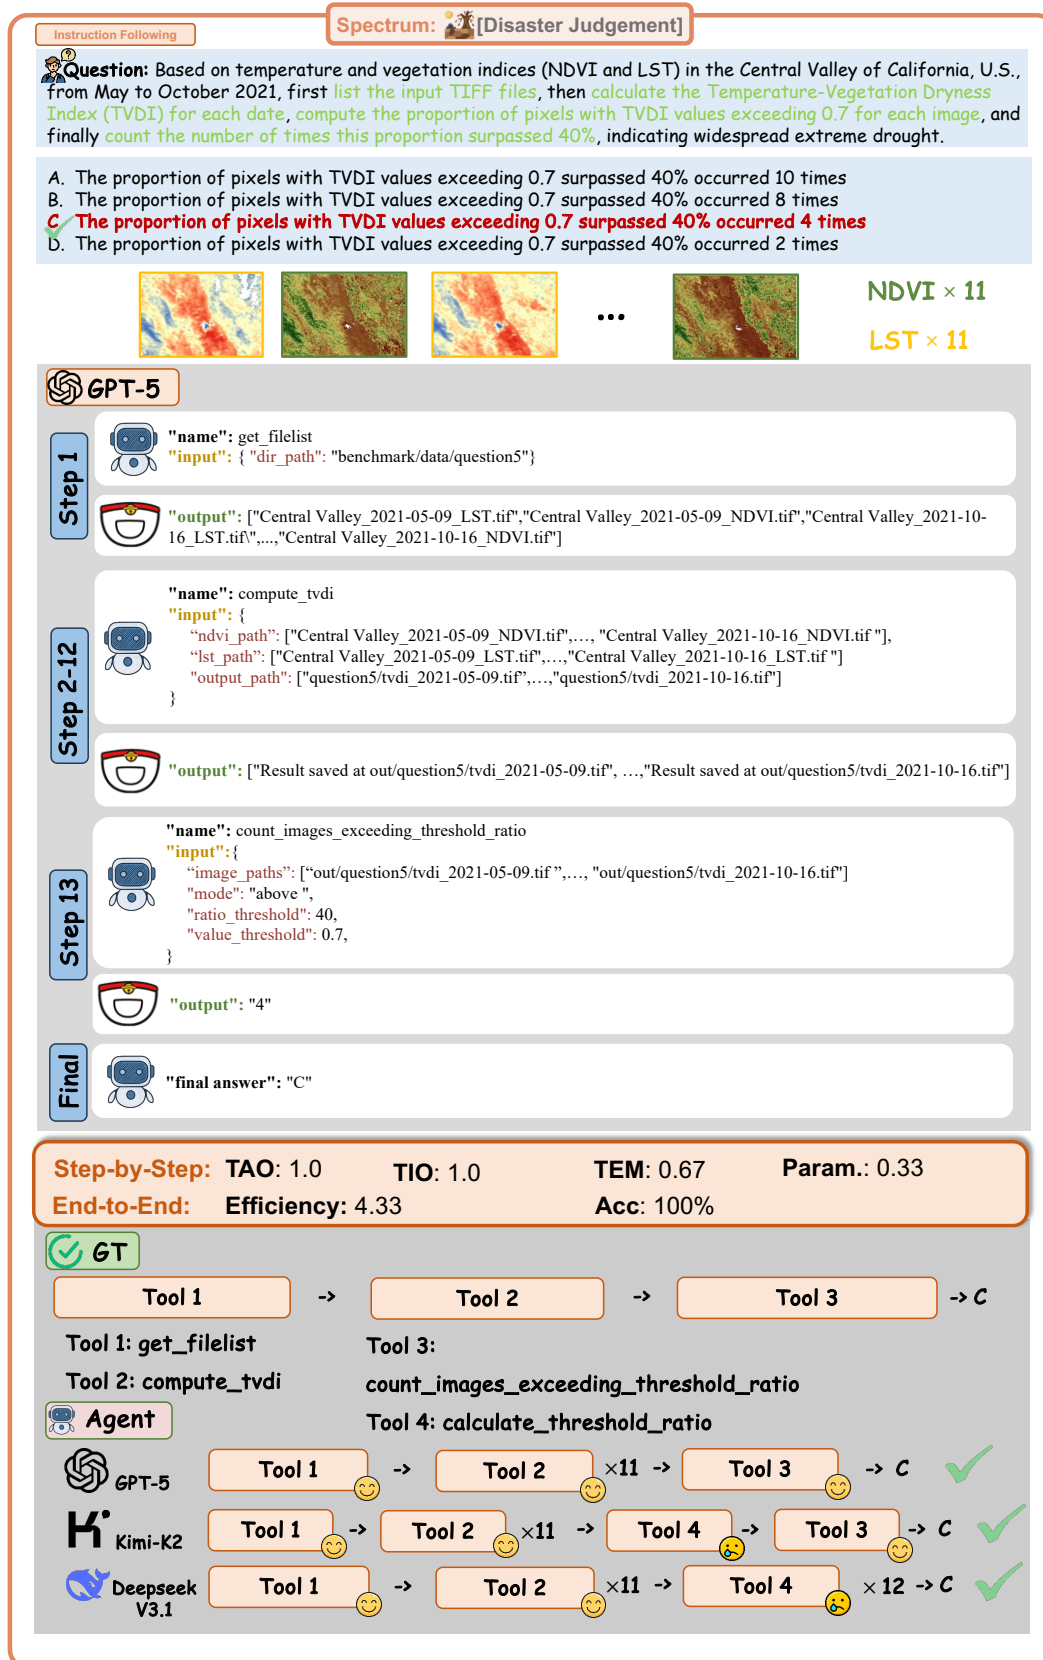 Spectrum: [Disaster Judgement]
Instruction Following
Question: Based on temperature and vegetation indices (NDVI and LST) in the Central Valley of California, U.S.,
from May to October 2021, first list the input TIFF files, then calculate the Temperature-Vegetation Dryness
Index (TVDI) for each date, compute the proportion of pixels with TVDI values exceeding 0.7 for each image, and
finally count the number of times this proportion surpassed 40%, indicating widespread extreme drought.
A. The proportion of pixels with TVDI values exceeding 0.7 surpassed 40% occurred 10 times
B. The proportion of pixels with TVDI values exceeding 0.7 surpassed 40% occurred 8 times
C. The proportion of pixels with TVDI values exceeding 0.7 surpassed 40% occurred 4 times
D. The proportion of pixels with TVDI values exceeding 0.7 surpassed 40% occurred 2 times
...
NDVI × 11
LST × 11
GPT-5
Step 1
"name": get_filelist
"input": { "dir_path": "benchmark/data/question5"}
"output": ["Central Valley_2021-05-09_LST.tif","Central Valley_2021-05-09_NDVI.tif","Central Valley_2021-10-
16_LST.tif\",...,"Central Valley_2021-10-16_NDVI.tif"]
Step 2-12
"name": compute_tvdi
"input": {
“ndvi_path”: ["Central Valley_2021-05-09_NDVI.tif",…, "Central Valley_2021-10-16_NDVI.tif "],
“lst_path”: ["Central Valley_2021-05-09_LST.tif",…,"Central Valley_2021-10-16_LST.tif "]
"output_path": ["question5/tvdi_2021-05-09.tif”,…,"question5/tvdi_2021-10-16.tif"]
}
"output": ["Result saved at out/question5/tvdi_2021-05-09.tif", …,"Result saved at out/question5/tvdi_2021-10-16.tif"]
Step 13
"name": count_images_exceeding_threshold_ratio
"input":{
“image_paths”: [“out/question5/tvdi_2021-05-09.tif ”,…, "out/question5/tvdi_2021-10-16.tif"]
"mode": "above ",
"ratio_threshold": 40,
"value_threshold": 0.7,
}
"output": "4"
Final
"final answer": "C"
Step-by-Step: TAO: 1.0 TIO: 1.0 TEM: 0.67 Param.: 0.33
End-to-End: Efficiency: 4.33 Acc: 100%
GT
Tool 1 -> Tool 2 -> Tool 3 -> C
Tool 1: get_filelist
Tool 2: compute_tvdi
Tool 3:
count_images_exceeding_threshold_ratio
Tool 4: calculate_threshold_ratio
Agent
GPT-5 Tool 1 -> Tool 2 ×11 -> Tool 3 -> C
Kimi-K2 Tool 1 -> Tool 2 ×11 -> Tool 4 -> Tool 3 -> C
Deepseek
V3.1
Tool 1 -> Tool 2 ×11 -> Tool 4 × 12 -> C